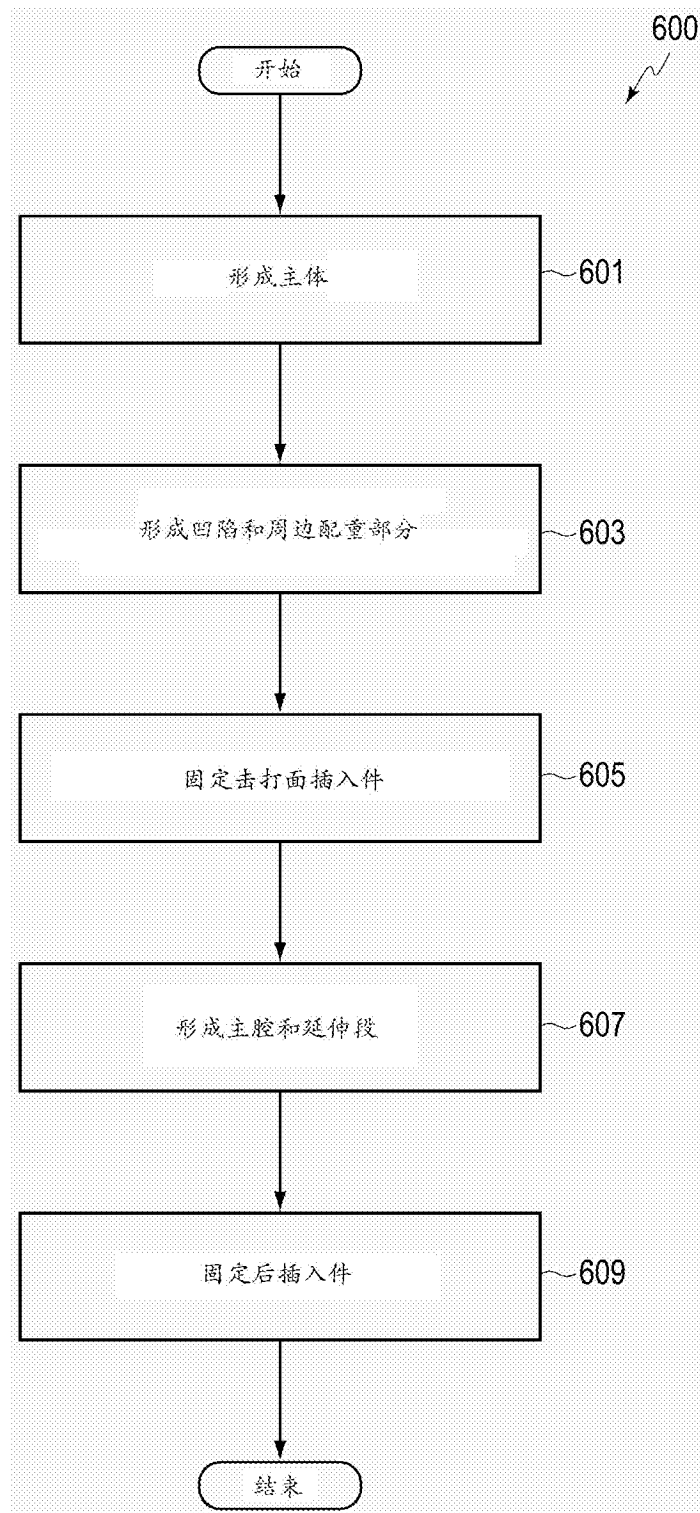 600
开始
形成主体
601
形成凹陷和周边配重部分
603
固定击打面插入件
605
形成主腔和延伸段
607
固定后插入件
609
结束